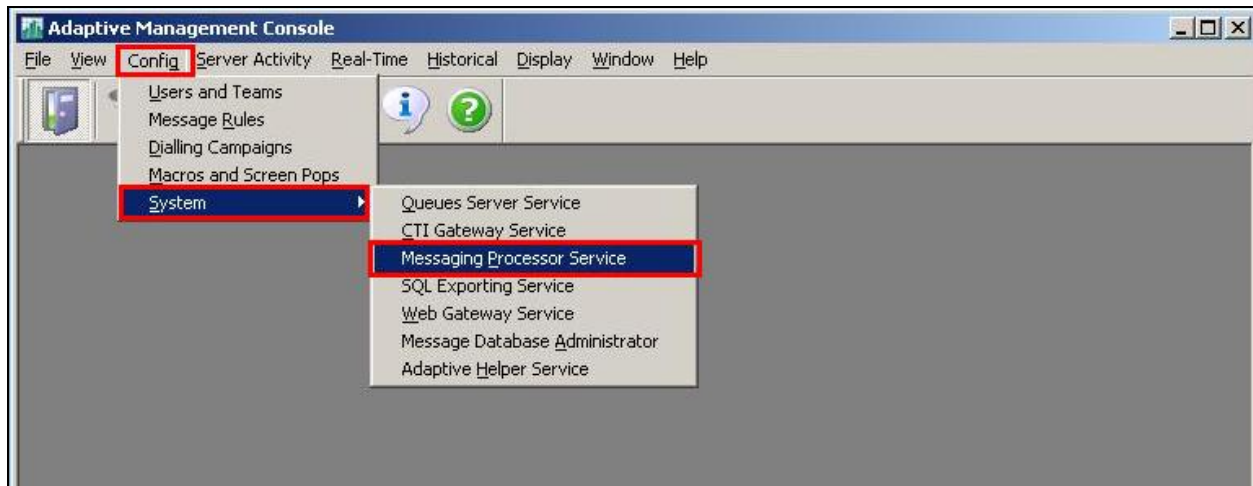 Adaptive Management Console
File View Config Server Activity Real-Time Historical Display Window Help
Users and Teams
Message Rules
Dialling Campaigns
Macros and Screen Pops
System
Queues Server Service
CTI Gateway Service
Messaging Processor Service
SQL Exporting Service
Web Gateway Service
Message Database Administrator
Adaptive Helper Service